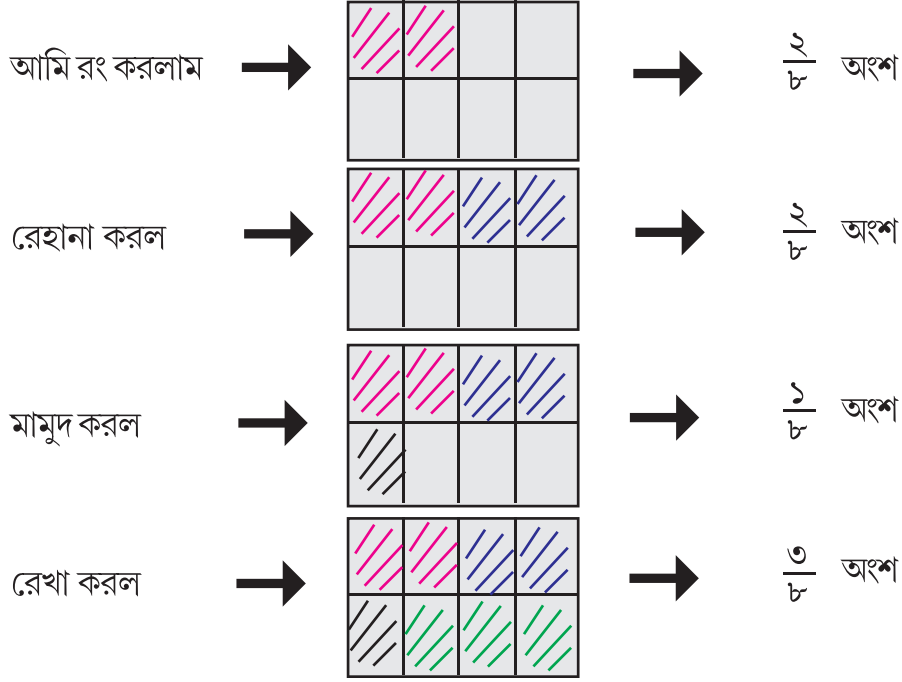 আমি রং করলাম ২/৮ অংশ
রেহানা করল ২/৮ অংশ
মামুদ করল ১/৮ অংশ
রেখা করল ৩/৮ অংশ